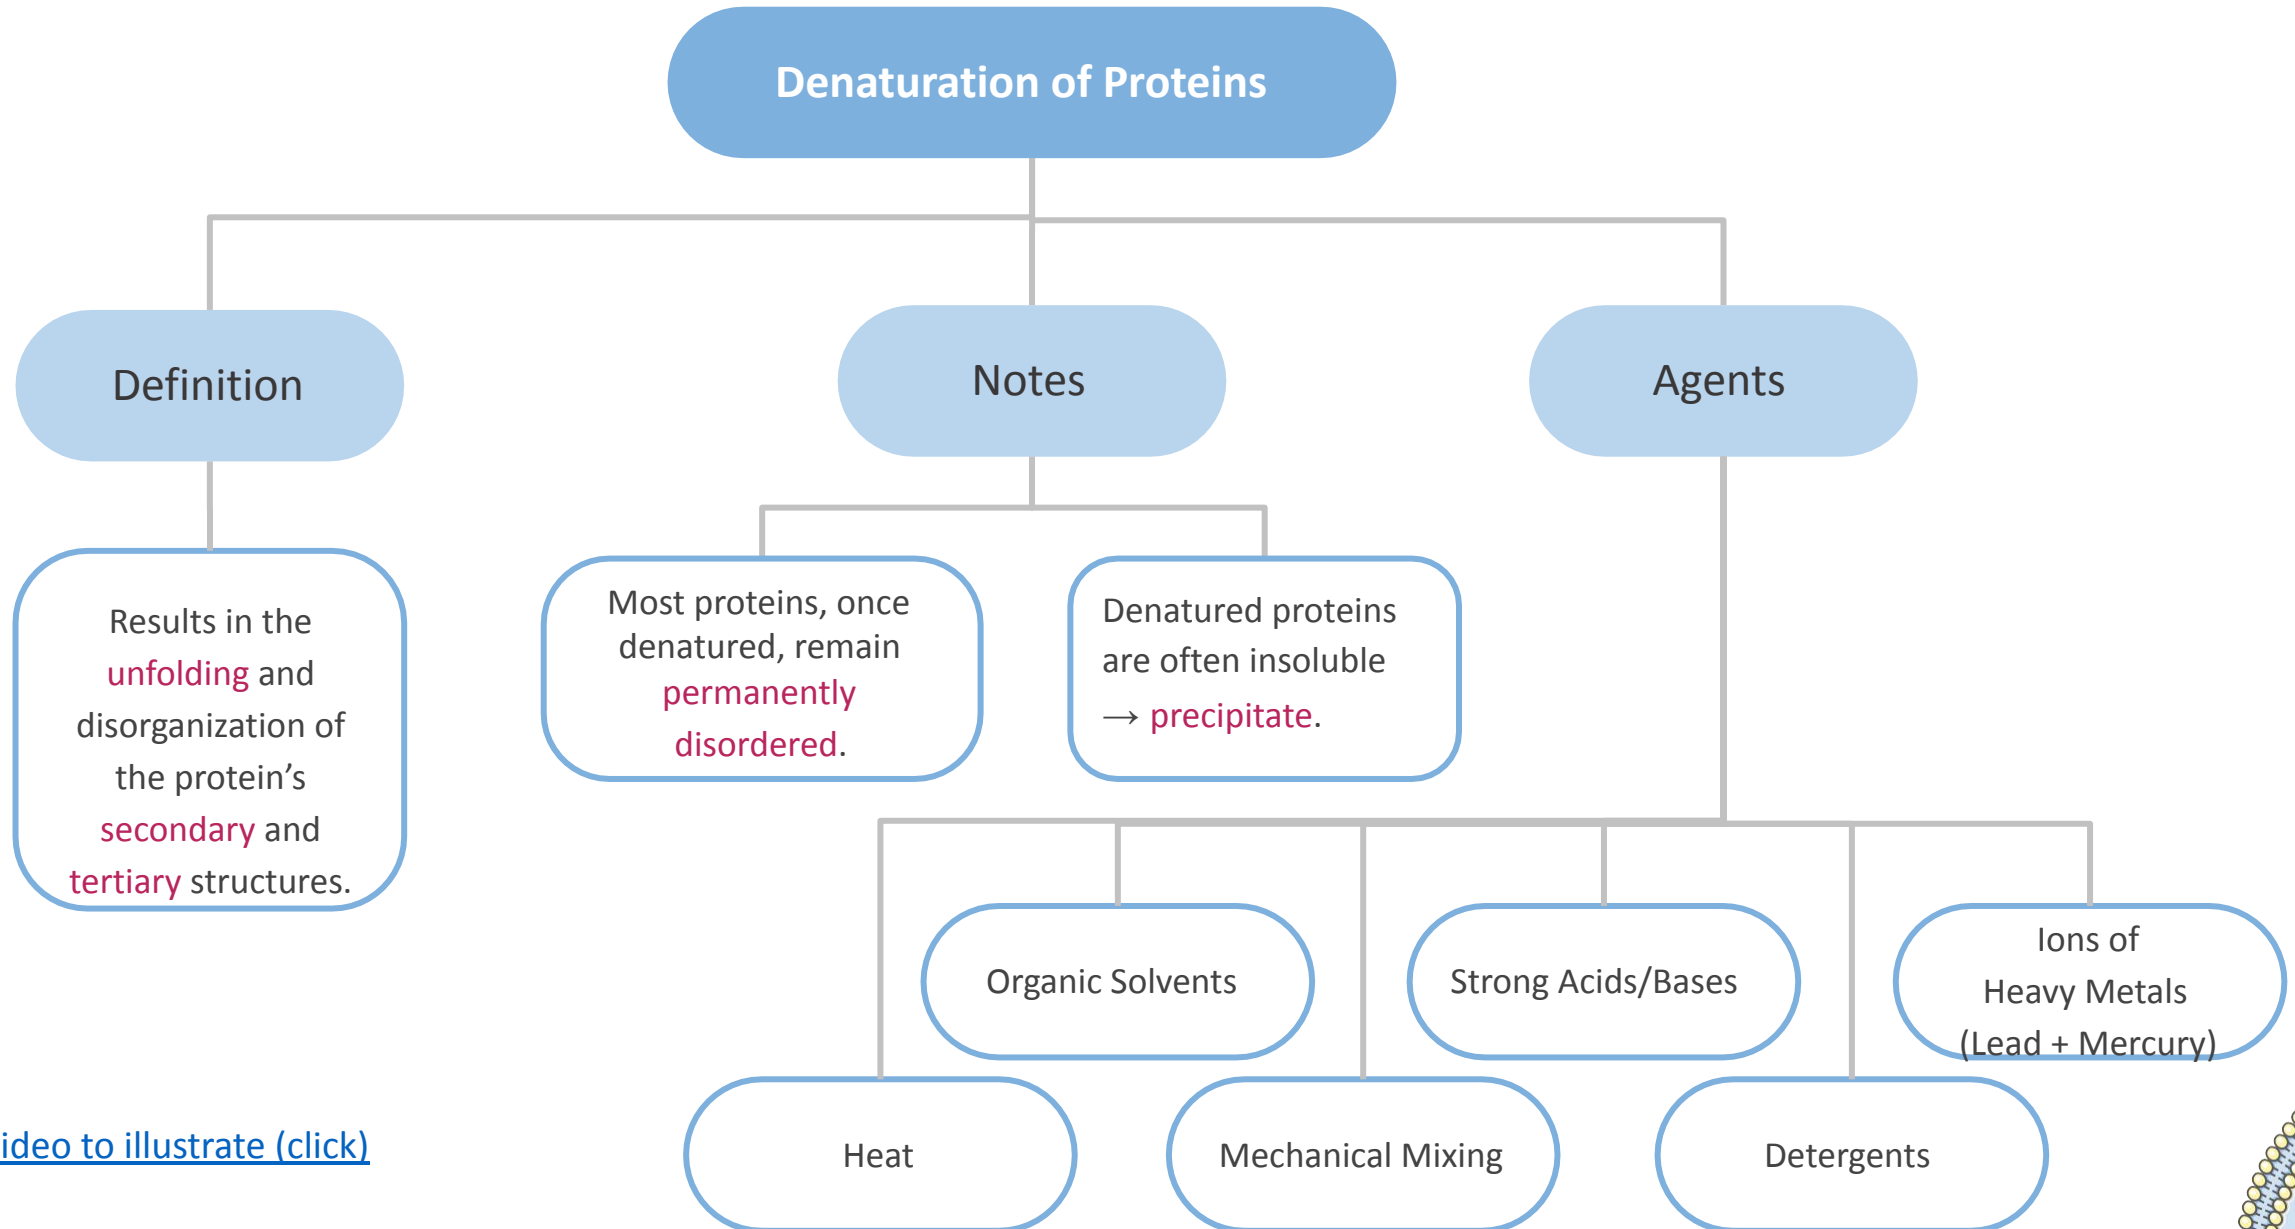 Denaturation of Proteins
Definition
Notes
Agents
Results in the
unfolding and
disorganization of
the protein’s
secondary and
tertiary structures.
Most proteins, once
denatured, remain
permanently
disordered.
Denatured proteins
are often insoluble
→ precipitate.
Organic Solvents
Strong Acids/Bases
Ions of
Heavy Metals
(Lead + Mercury)
Heat
Mechanical Mixing
Detergents
ideo to illustrate (click)